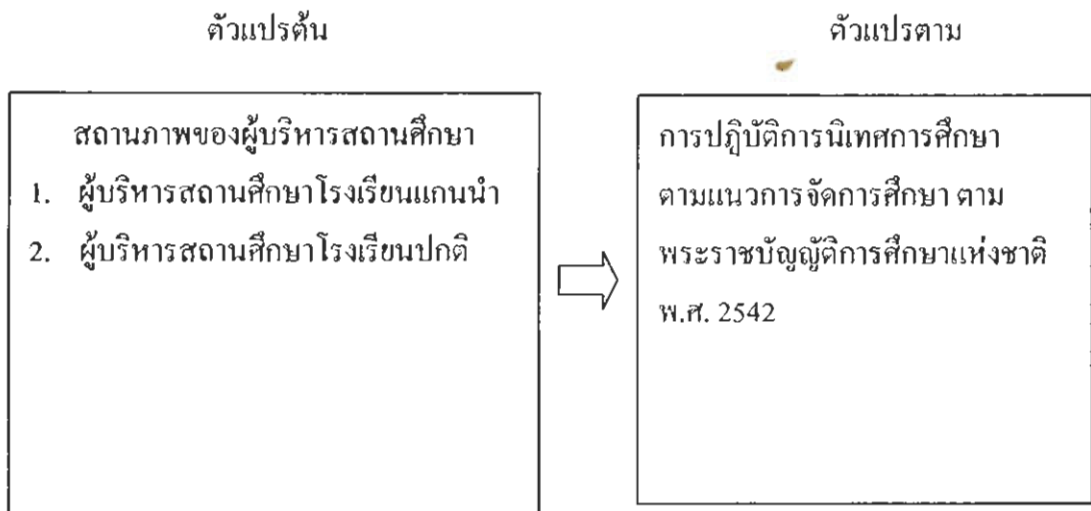 ตัวแปรต้น
ตัวแปรตาม
สถานภาพของผู้บริหารสถานศึกษา
1. ผู้บริหารสถานศึกษาโรงเรียนแกนนำ
2. ผู้บริหารสถานศึกษาโรงเรียนปกติ
การปฏิบัติการนิเทศการศึกษา
ตามแนวการจัดการศึกษา ตาม
พระราชบัญญัติการศึกษาแห่งชาติ
พ.ศ. 2542